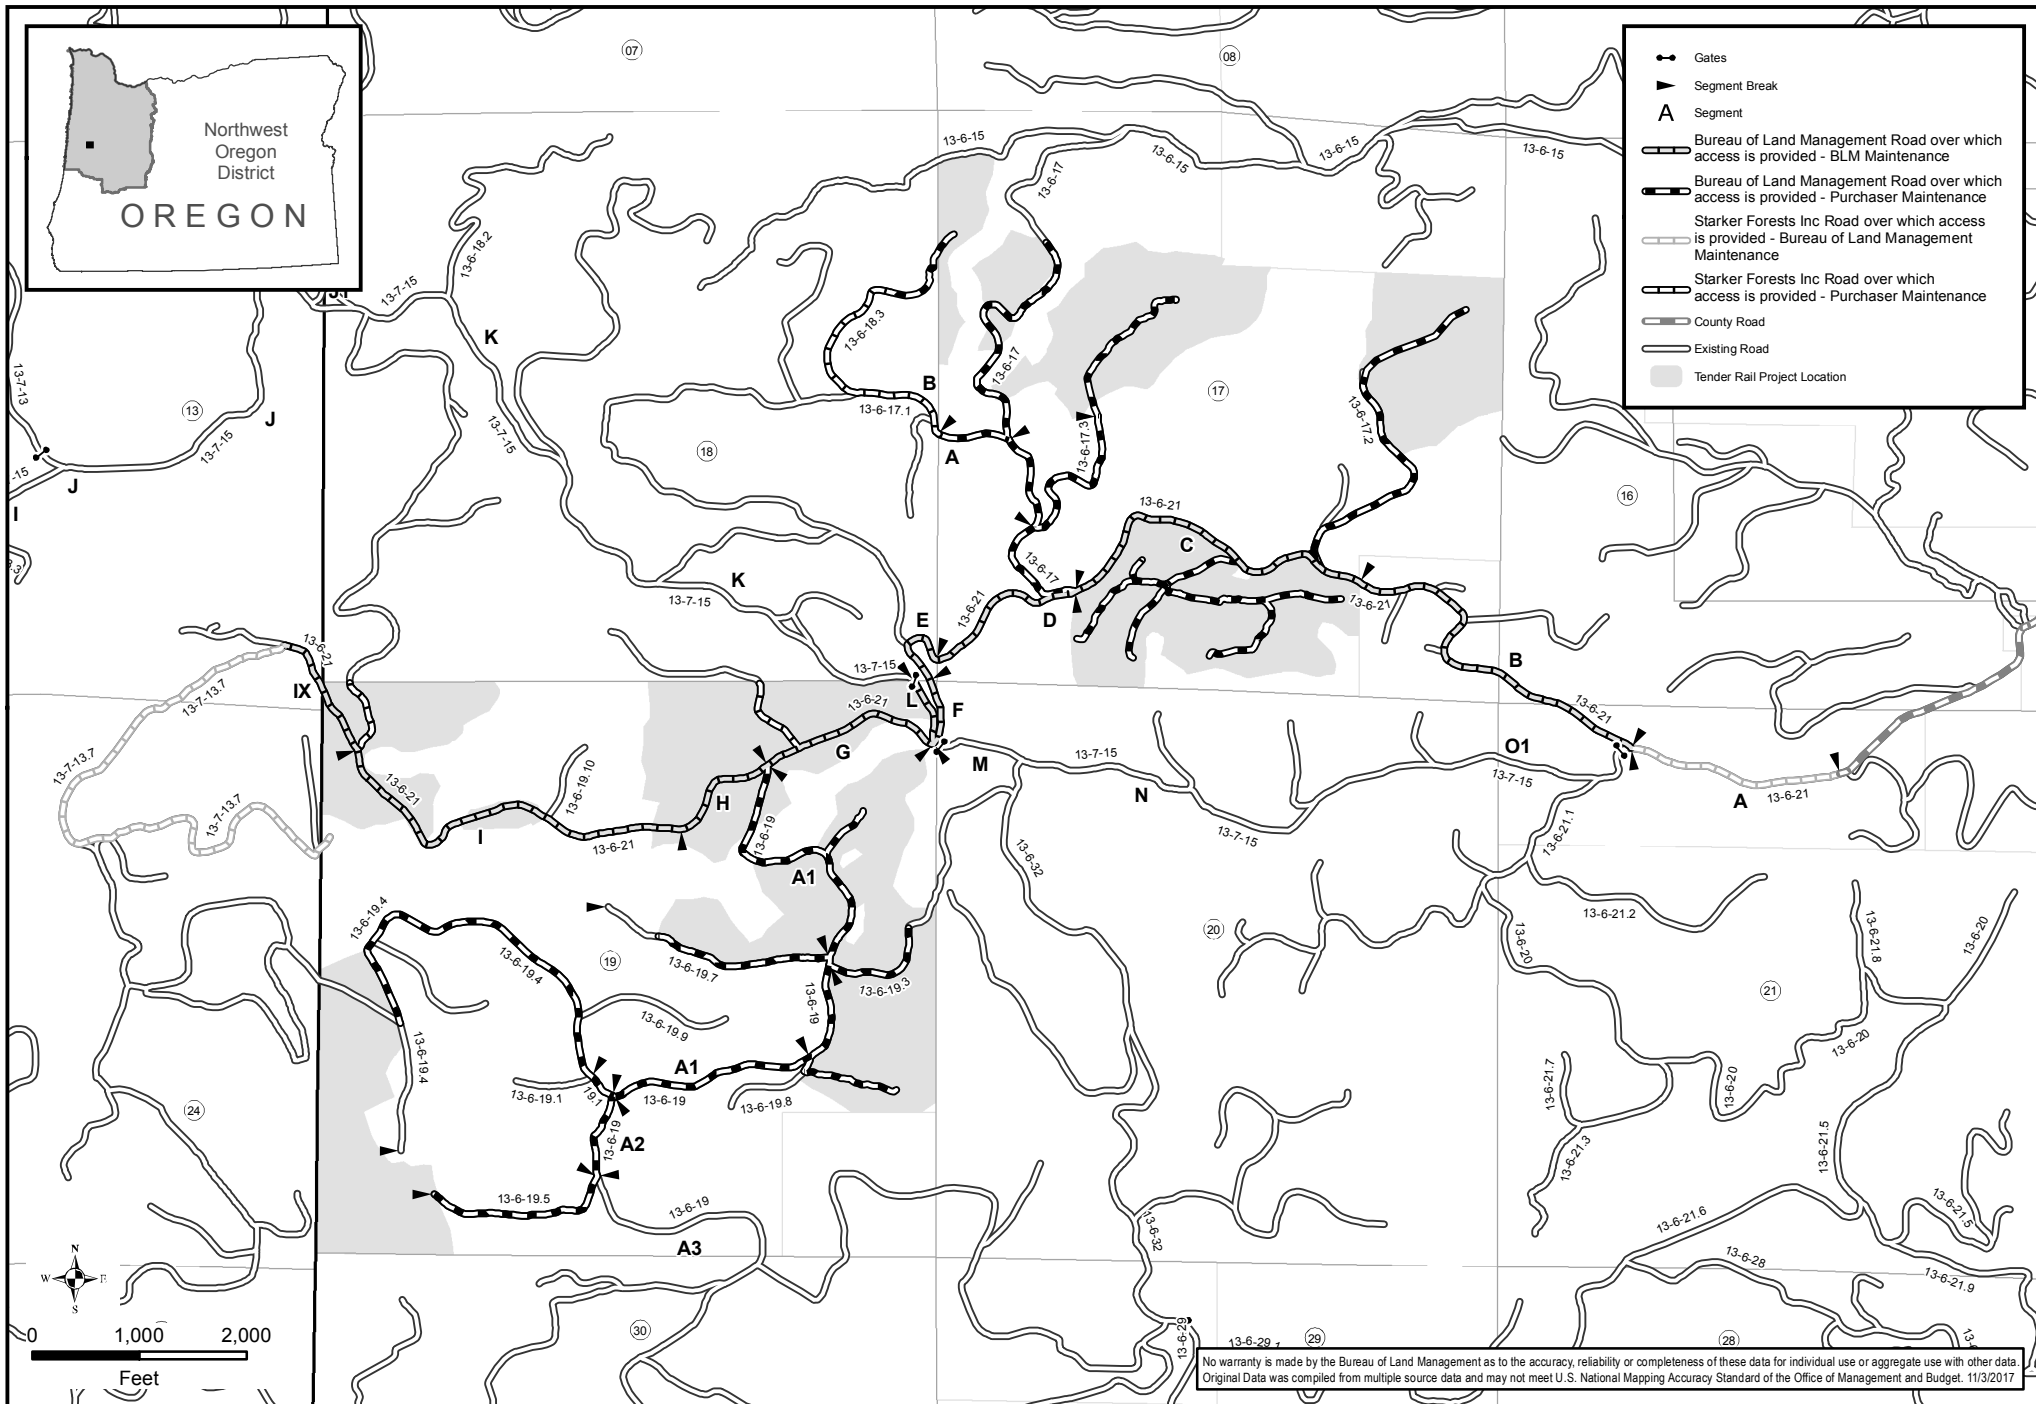 Northwest
Oregon
District
OREGON
Gates
Segment Break
A
Segment
Bureau of Land Management Road over which
access is provided - BLM Maintenance
Bureau of Land Management Road over which
access is provided - Purchaser Maintenance
Starker Forests Inc Road over which access
is provided - Bureau of Land Management
Maintenance
Starker Forests Inc Road over which
access is provided - Purchaser Maintenance
County Road
Existing Road
Tender Rail Project Location
07
08
13-6-15
13-6-15
13-6-15
13-6-15
13-6-17
13-6-18.2
13-7-15
J1
K
13-6-18.3
13-6-17
B
13-6-17.1
A
13-7-13
13
J
13-7-15
J
-15
I
13-7-15
18
17
13-6-17.3
13-6-17.2
16
13-6-21
C
13-6-17
D
K
13-7-15
E
13-6-21
13-6-21
B
13-6-21
13-6-21
IX
13-7-13.7
13-7-13.7
13-7-13.7
13-7-15
L
13-6-21
F
G
M
13-7-15
N
13-7-15
O1
13-7-15
A
13-6-21
13-6-21
13-6-19.10
I
13-6-21
H
13-6-19
A1
13-6-32
13-6-21.1
13-6-21.2
20
13-6-20
13-6-21.8
13-6-20
13-6-19.4
13-6-19.4
19
13-6-19.7
13-6-19.3
13-6-19
13-6-19.9
13-6-19.4
A1
13-6-19
13-6-19.1
19.1
13-6-19.8
21
13-6-20
13-6-20
13-6-21.7
13-6-21.3
13-6-21.5
24
13-6-19
A2
13-6-19.5
13-6-19
A3
13-6-32
13-6-21.6
13-6-21.5
13-6-28
13-6-21.9
N
W
E
S
0
1,000
2,000
Feet
30
13-6-29
13-6-29.1
29
28
No warranty is made by the Bureau of Land Management as to the accuracy, reliability or completeness of these data for individual use or aggregate use with other data.
Original Data was compiled from multiple source data and may not meet U.S. National Mapping Accuracy Standard of the Office of Management and Budget. 11/3/2017